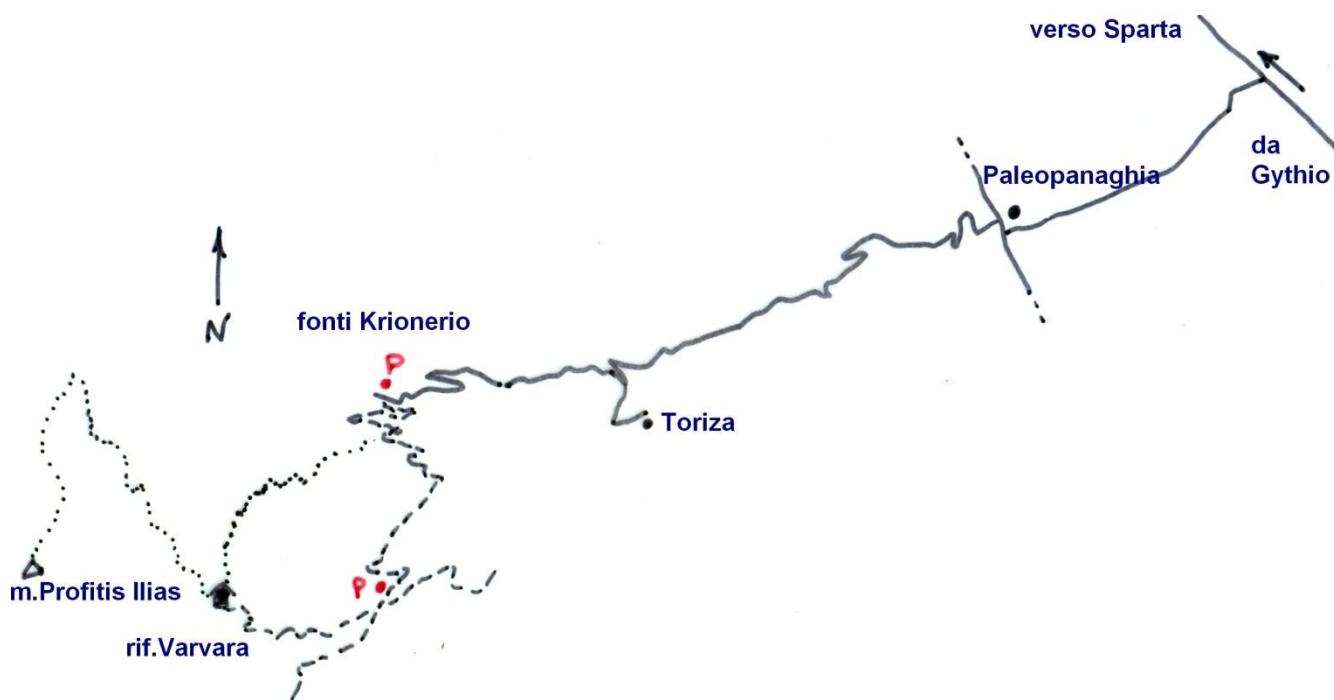 verso Sparta
da
Gythio
Paleopanaghia
N
fonti Krionerio
P
Toriza
P
m.Profitis Ilias
rif.Varvara